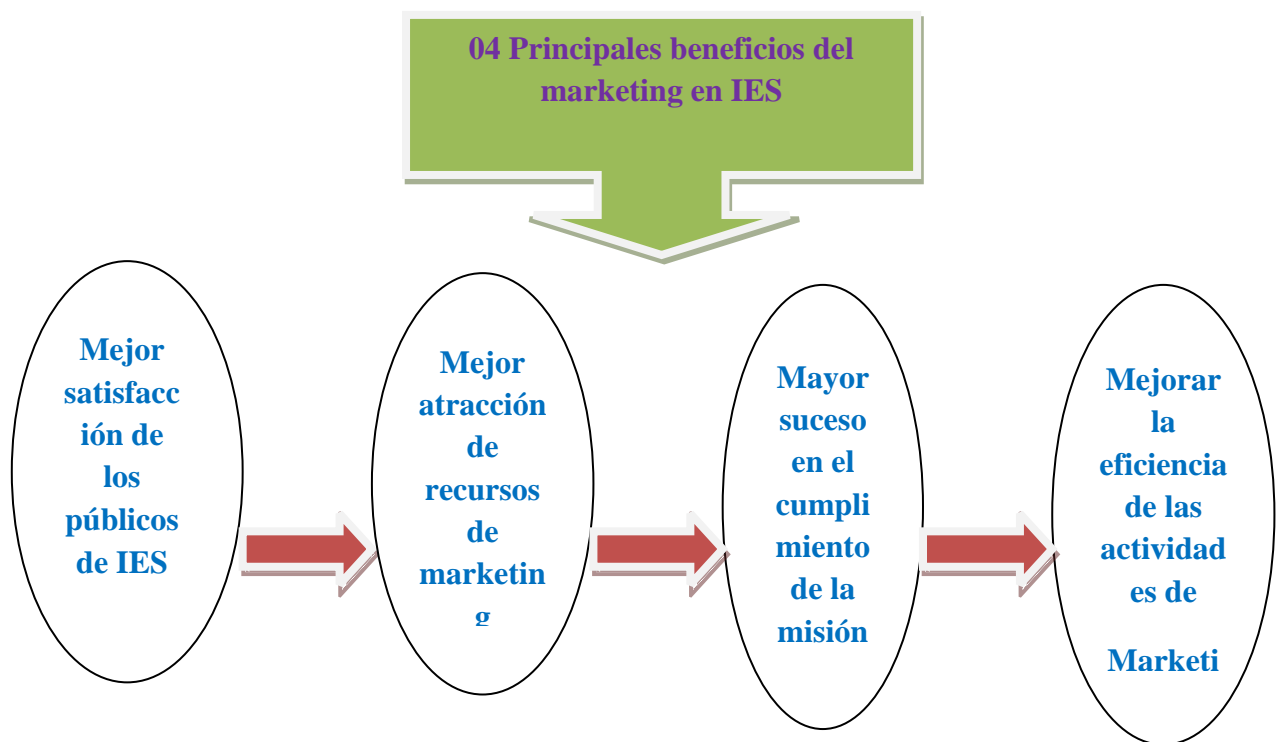 04 Principales beneficios del
marketing en IES
Mejor
satisfacc
ión de
los
públicos
de IES
Mejor
atracción
de
recursos
de
marketin
g
Mayor
suceso
en el
cumpli
miento
de la
misión
Mejorar
la
eficiencia
de las
actividad
es de
Marketi